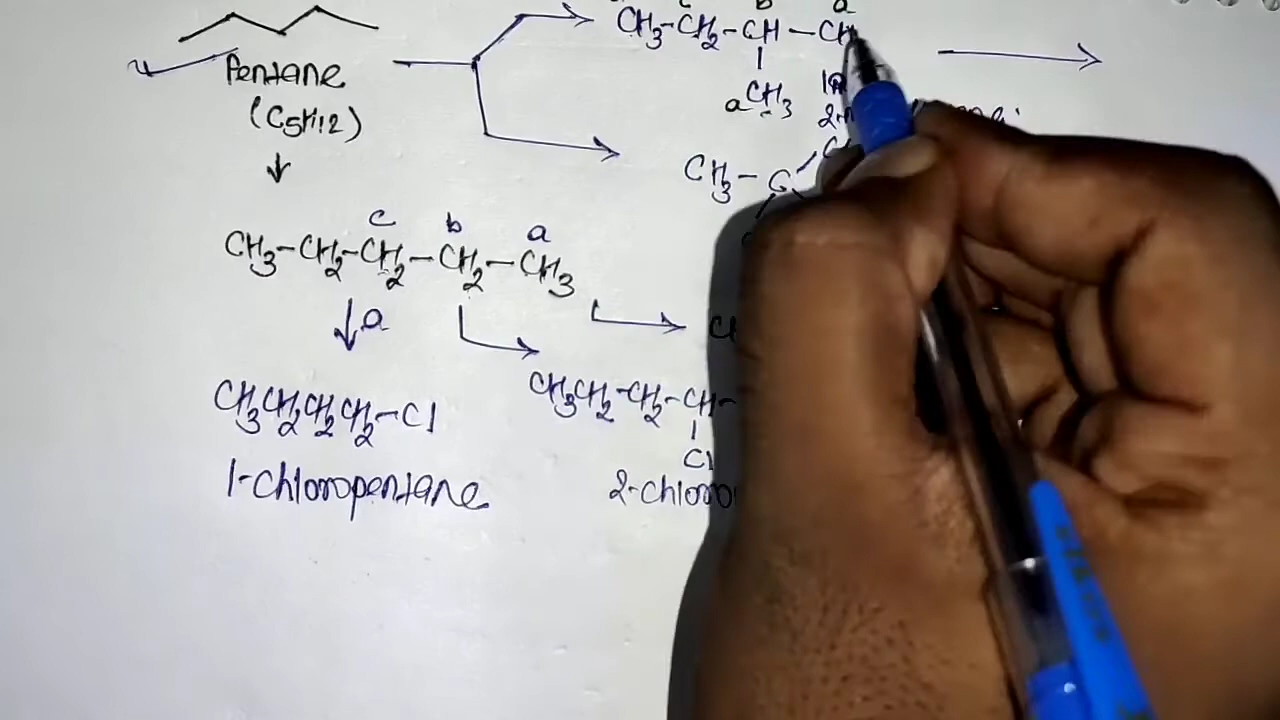 c b a
CH3-CH2-CH-CH
aCH3
Pentane
(C5H12)
CH3-C
c b a
CH3-CH2-CH2-CH2-CH3
a
CH3CH2CH2CH2-Cl
1-chloropentane
CH3CH2-CH2-CH-
Cl
2-chloro